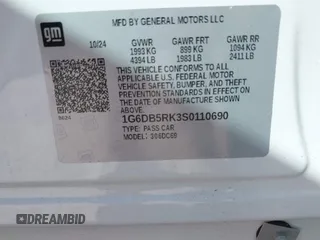 gm
MFD BY GENERAL MOTORS LLC
10/24 GVWR GAWR FRT GAWR RR
1993 KG 899 KG 1094 KG
4394 LB 1983 LB 2411 LB
THIS VEHICLE CONFORMS TO ALL APPLICABLE U.S. FEDERAL MOTOR VEHICLE SAFETY, BUMPER, AND THEFT PREVENTION STANDARDS IN EFFECT ON THE DATE OF MANUFACTURE SHOWN ABOVE.
1G6DB5RK3S0110690
TYPE: PASS CAR
DREAMBID